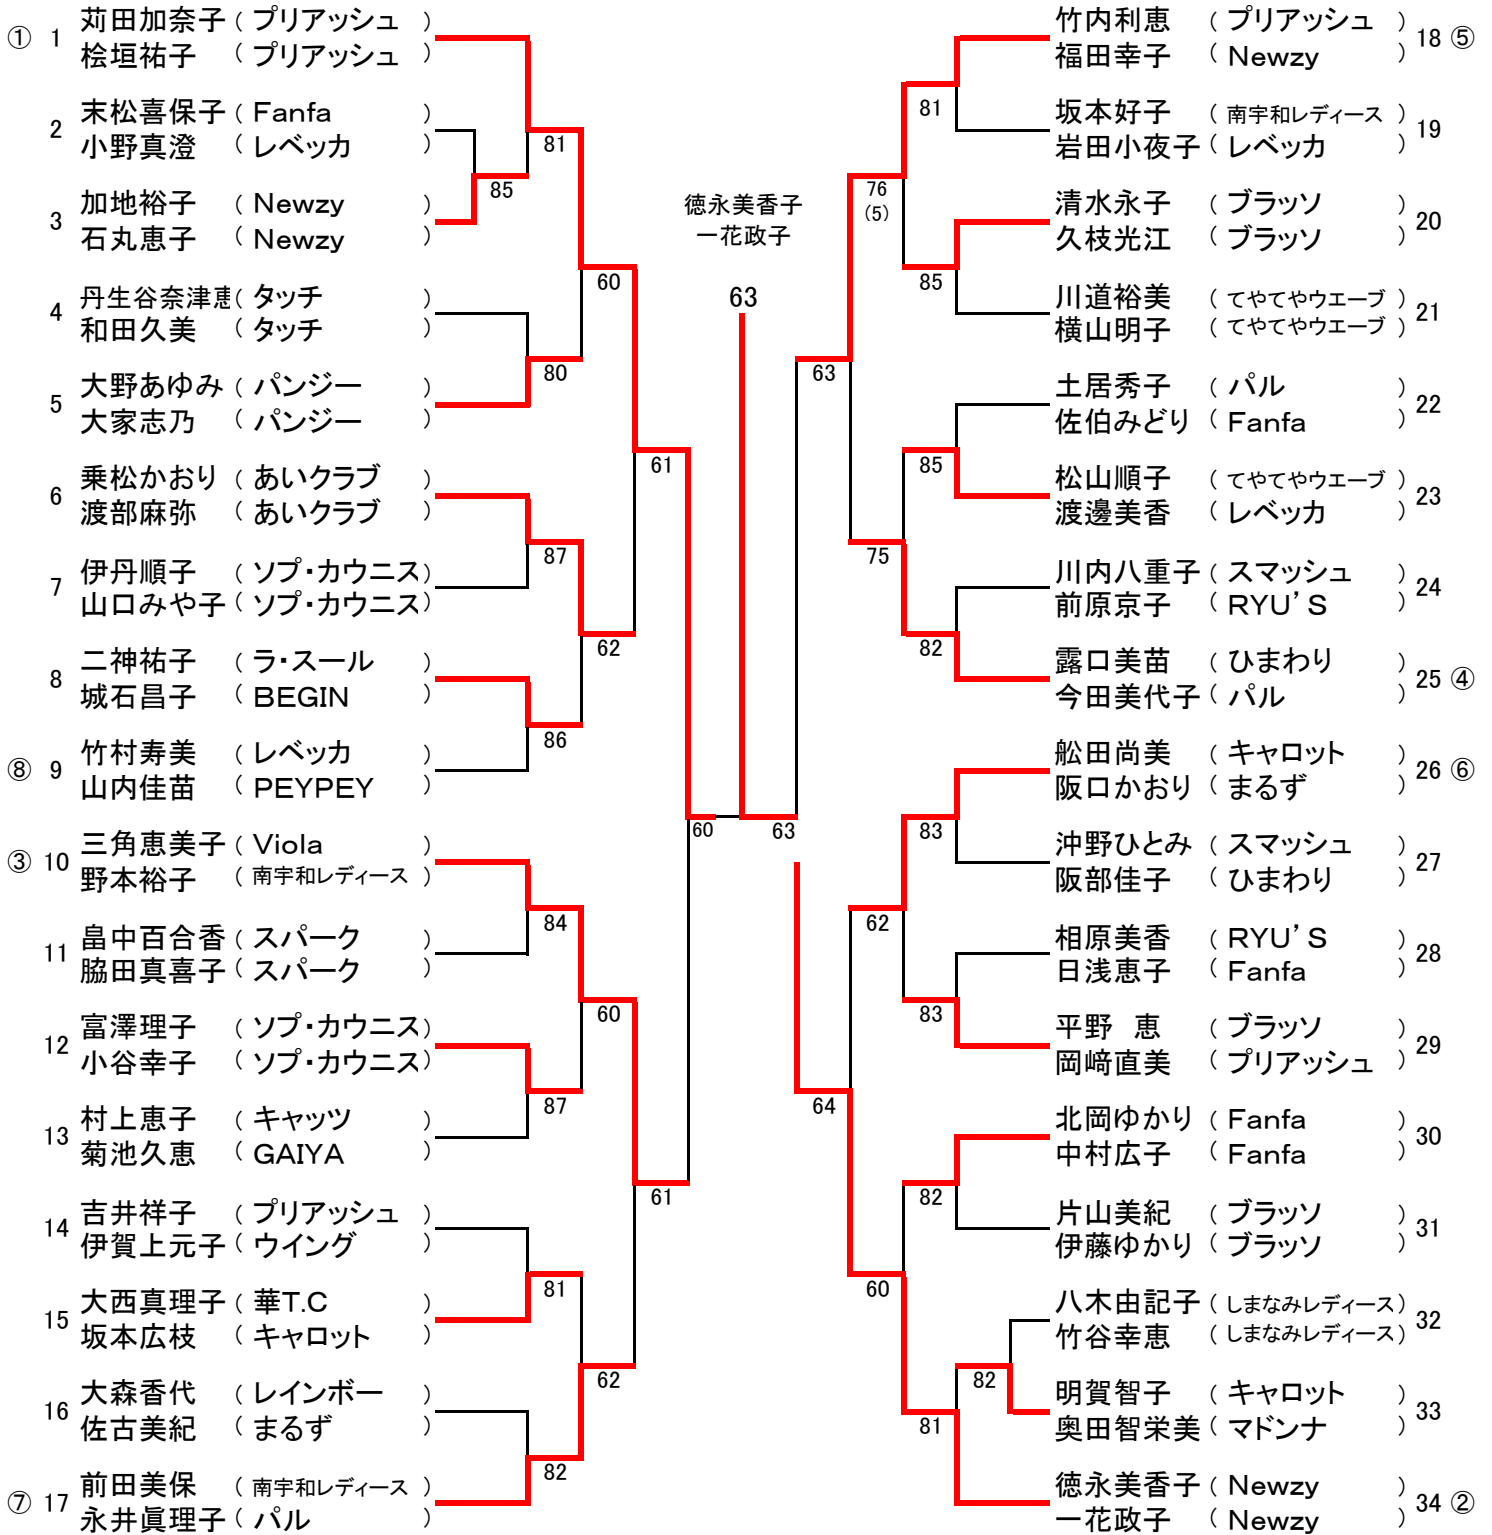 ① 1 苅田加奈子 ( プリアッシュ )
桧垣祐子 ( プリアッシュ )
2 末松喜保子 ( Fanfa )
小野真澄 ( レベッカ )
3 加地裕子 ( Newzy )
石丸恵子 ( Newzy )
4 丹生谷奈津恵 ( タッチ )
和田久美 ( タッチ )
5 大野あゆみ ( パンジー )
大家志乃 ( パンジー )
6 乗松かおり ( あいクラブ )
渡部麻弥 ( あいクラブ )
7 伊丹順子 ( ソプ・カウニス )
山口みや子 ( ソプ・カウニス )
8 二神祐子 ( ラ・スール )
城石昌子 ( BEGIN )
⑧ 9 竹村寿美 ( レベッカ )
山内佳苗 ( PEYPEY )
③ 10 三角恵美子 ( Viola )
野本裕子 ( 南宇和レディース )
11 畠中百合香 ( スパーク )
脇田真喜子 ( スパーク )
12 富澤理子 ( ソプ・カウニス )
小谷幸子 ( ソプ・カウニス )
13 村上恵子 ( キャッツ )
菊池久恵 ( GAIYA )
14 吉井祥子 ( プリアッシュ )
伊賀上元子 ( ウイング )
15 大西真理子 ( 華T.C )
坂本広枝 ( キャロット )
16 大森香代 ( レインボー )
佐古美紀 ( まるず )
⑦ 17 前田美保 ( 南宇和レディース )
永井眞理子 ( パル )
81
85
60
80
61
87
62
86
60
84
60
87
61
81
62
82
徳永美香子
一花政子
63
63
81
76
(5)
85
63
85
75
82
83
62
83
64
82
60
82
81
竹内利恵 ( プリアッシュ ) 18 ⑤
福田幸子 ( Newzy )
坂本好子 ( 南宇和レディース ) 19
岩田小夜子 ( レベッカ )
清水永子 ( ブラッソ ) 20
久枝光江 ( ブラッソ )
川道裕美 ( てやてやウエーブ ) 21
横山明子 ( てやてやウエーブ )
土居秀子 ( パル ) 22
佐伯みどり ( Fanfa )
松山順子 ( てやてやウエーブ ) 23
渡邊美香 ( レベッカ )
川内八重子 ( スマッシュ ) 24
前原京子 ( RYU'S )
露口美苗 ( ひまわり ) 25 ④
今田美代子 ( パル )
舩田尚美 ( キャロット ) 26 ⑥
阪口かおり ( まるず )
沖野ひとみ ( スマッシュ ) 27
阪部佳子 ( ひまわり )
相原美香 ( RYU'S ) 28
日浅恵子 ( Fanfa )
平野 恵 ( ブラッソ ) 29
岡﨑直美 ( プリアッシュ )
北岡ゆかり ( Fanfa ) 30
中村広子 ( Fanfa )
片山美紀 ( ブラッソ ) 31
伊藤ゆかり ( ブラッソ )
八木由記子 ( しまなみレディース ) 32
竹谷幸恵 ( しまなみレディース )
明賀智子 ( キャロット ) 33
奥田智栄美 ( マドンナ )
徳永美香子 ( Newzy ) 34 ②
一花政子 ( Newzy )